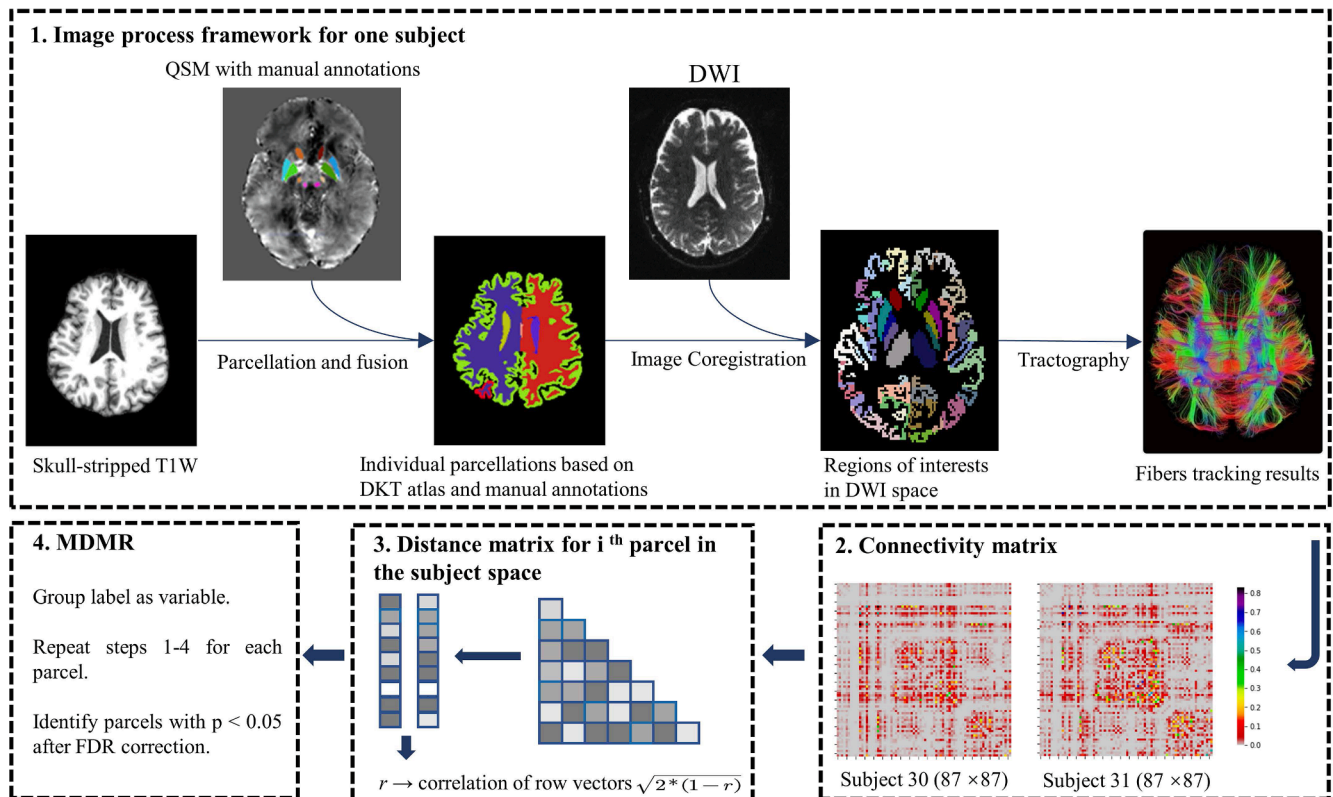 1. Image process framework for one subject
QSM with manual annotations
DWI
Parcellation and fusion
Image Coregistration
Tractography
Skull-stripped T1W
Individual parcellations based on
DKT atlas and manual annotations
Regions of interests
in DWI space
Fibers tracking results
4. MDMR
Group label as variable.
Repeat steps 1-4 for each
parcel.
Identify parcels with p < 0.05
after FDR correction.
3. Distance matrix for i th parcel in
the subject space
r → correlation of row vectors √2*(1−r)
2. Connectivity matrix
0.8
0.7
0.6
0.5
0.4
0.3
0.2
0.1
0.0
Subject 30 (87 ×87)
Subject 31 (87 ×87)